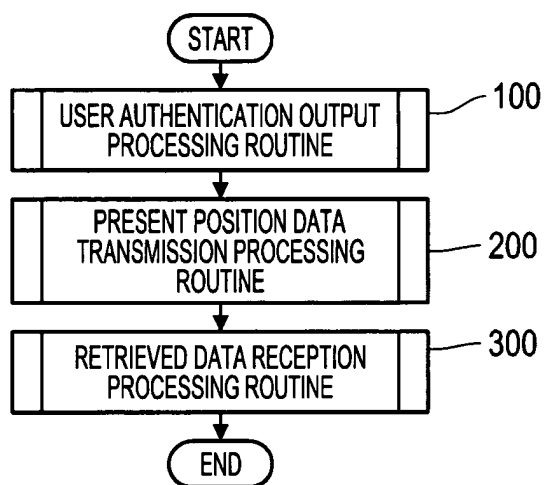 START
USER AUTHENTICATION OUTPUT
PROCESSING ROUTINE
100
PRESENT POSITION DATA
TRANSMISSION PROCESSING
ROUTINE
200
RETRIEVED DATA RECEPTION
PROCESSING ROUTINE
300
END